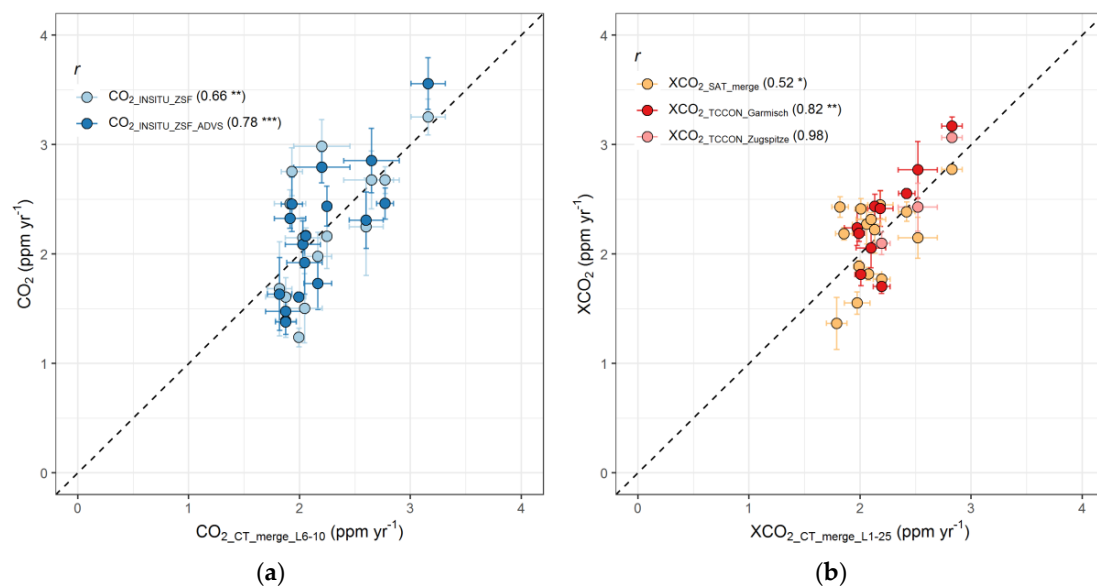 r
CO2_INSITU_ZSF (0.66 **)
CO2_INSITU_ZSF_ADVS (0.78 ***)
4
3
2
1
0
CO2 (ppm yr-1)
0 1 2 3 4
CO2_CT_merge_L6-10 (ppm yr-1)
(a)
r
XCO2_SAT_merge (0.52 *)
XCO2_TCCON_Garmisch (0.82 **)
XCO2_TCCON_Zugspitze (0.98)
4
3
2
1
0
XCO2 (ppm yr-1)
0 1 2 3 4
XCO2_CT_merge_L1-25 (ppm yr-1)
(b)